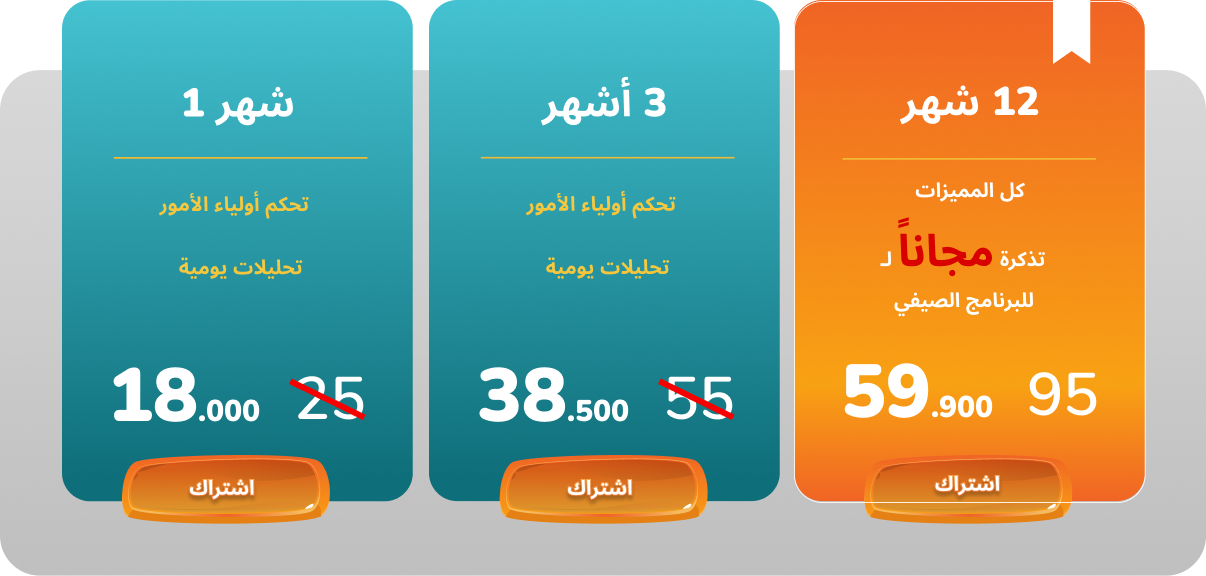 12 شهر
كل المميزات
تذكرة مجاناً لـ
للبرنامج الصيفي
95 59.900
اشتراك
3 أشهر
تحكم أولياء الأمور
تحليلات يومية
55 38.500
اشتراك
شهر 1
تحكم أولياء الأمور
تحليلات يومية
25 18.000
اشتراك